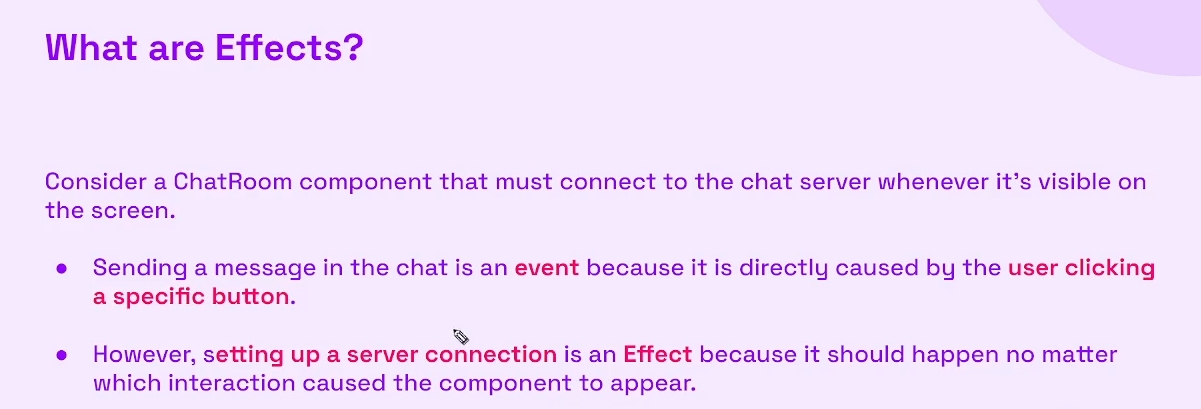 What are Effects?
Consider a ChatRoom component that must connect to the chat server whenever it's visible on
the screen.
● Sending a message in the chat is an event because it is directly caused by the user clicking
a specific button.
● However, setting up a server connection is an Effect because it should happen no matter
which interaction caused the component to appear.